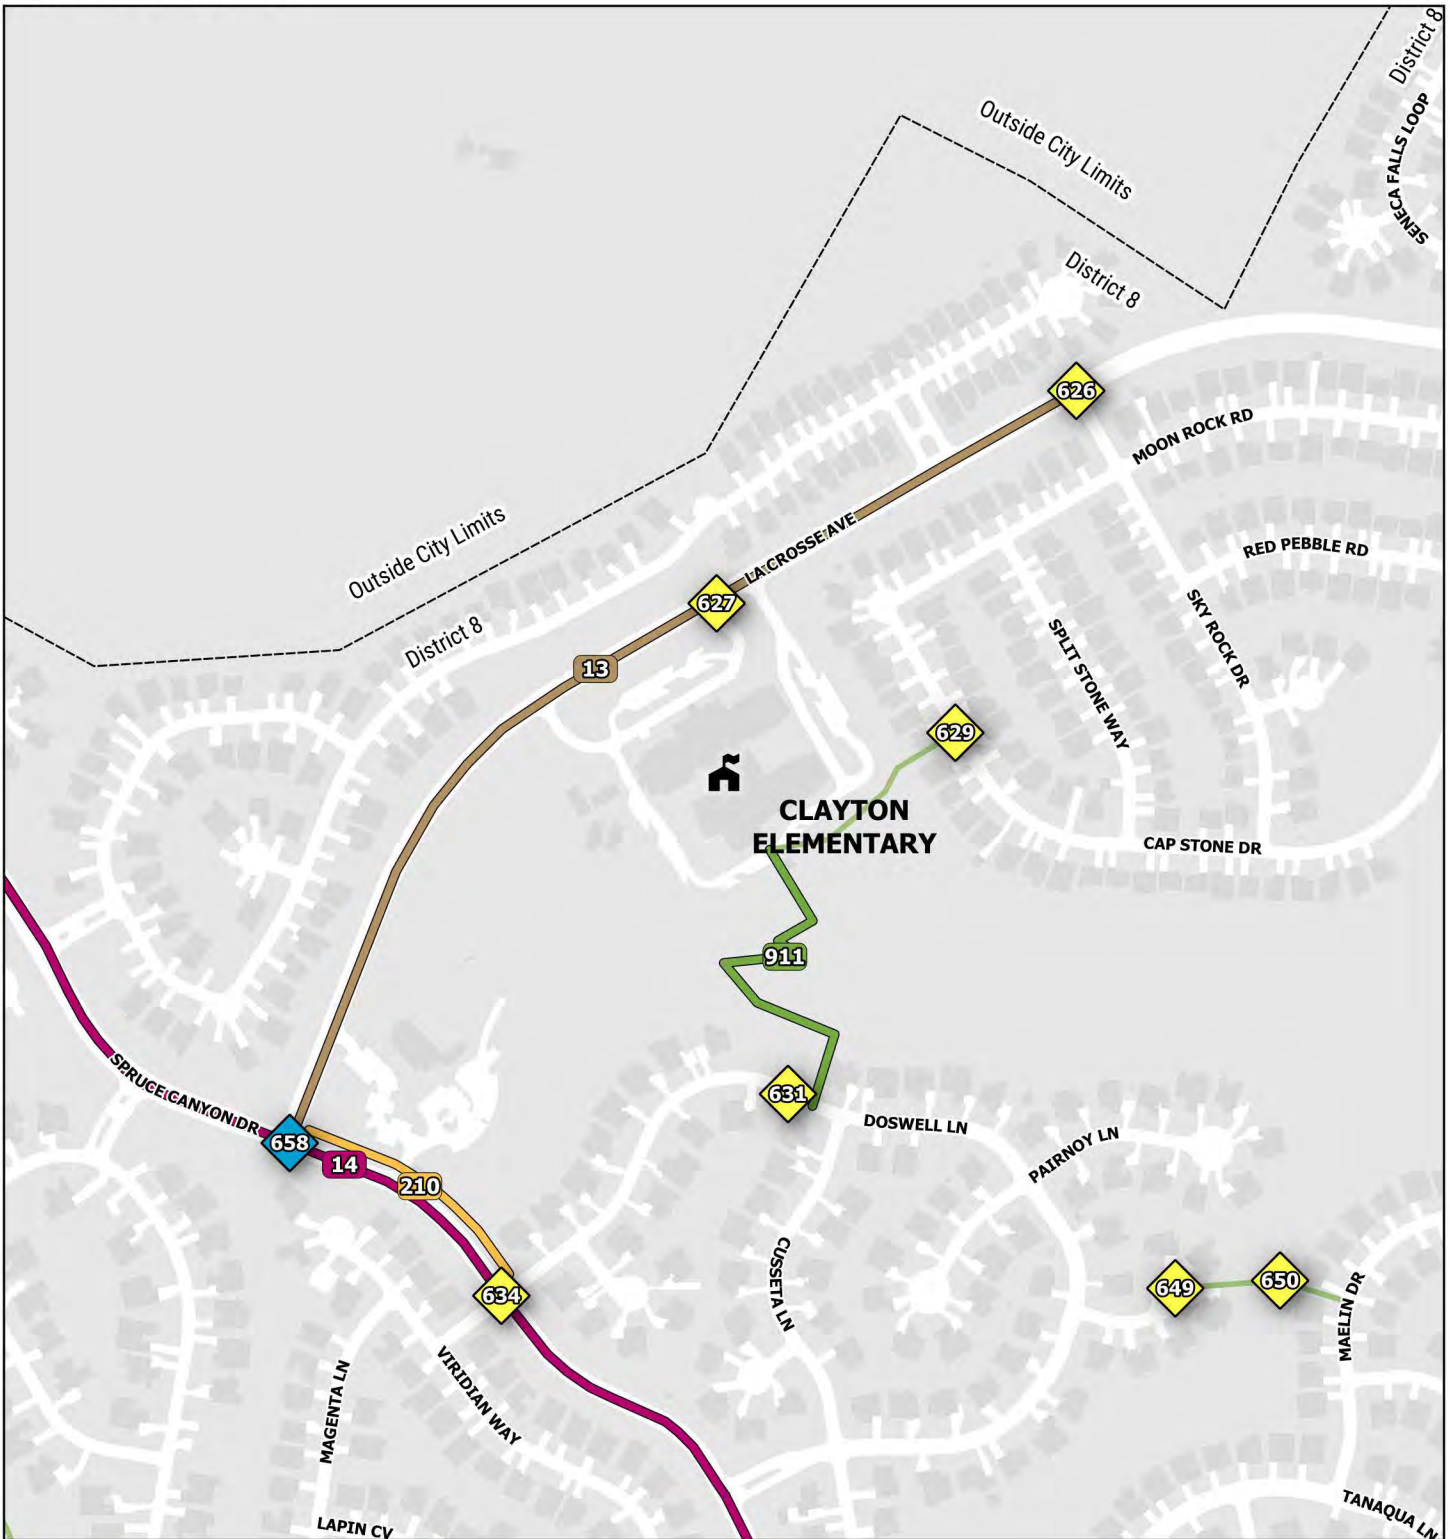 District 8
Outside City Limits
SENECA FALLS LOOP
District 8
626
MOON ROCK RD
Outside City Limits
LA CROSSE AVE
RED PEBBLE RD
627
SKY ROCK DR
District 8
13
SPLIT STONE WAY
629
CLAYTON
ELEMENTARY
CAP STONE DR
911
SPRUCE CANYON DR
631
DOSWELL LN
658
14
PAIRNOY LN
210
CUSSETA LN
634
649
650
MAELIN DR
MAGENTA LN
VIRIDIAN WAY
TANAQUA LN
LAPIN CV